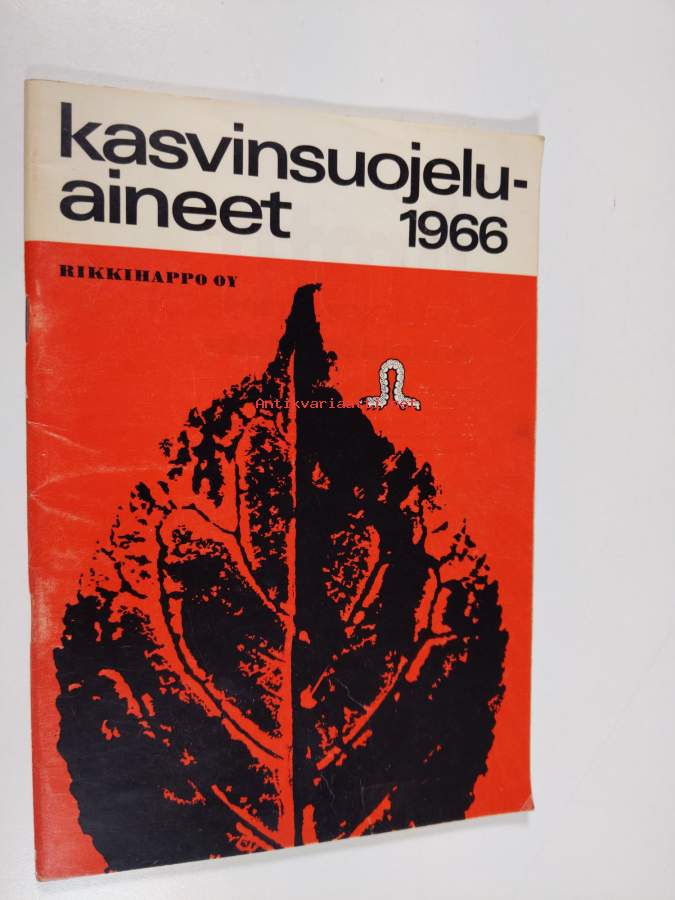 kasvinsuojelu-
aineet 1966
RIKKIHAPPO OY